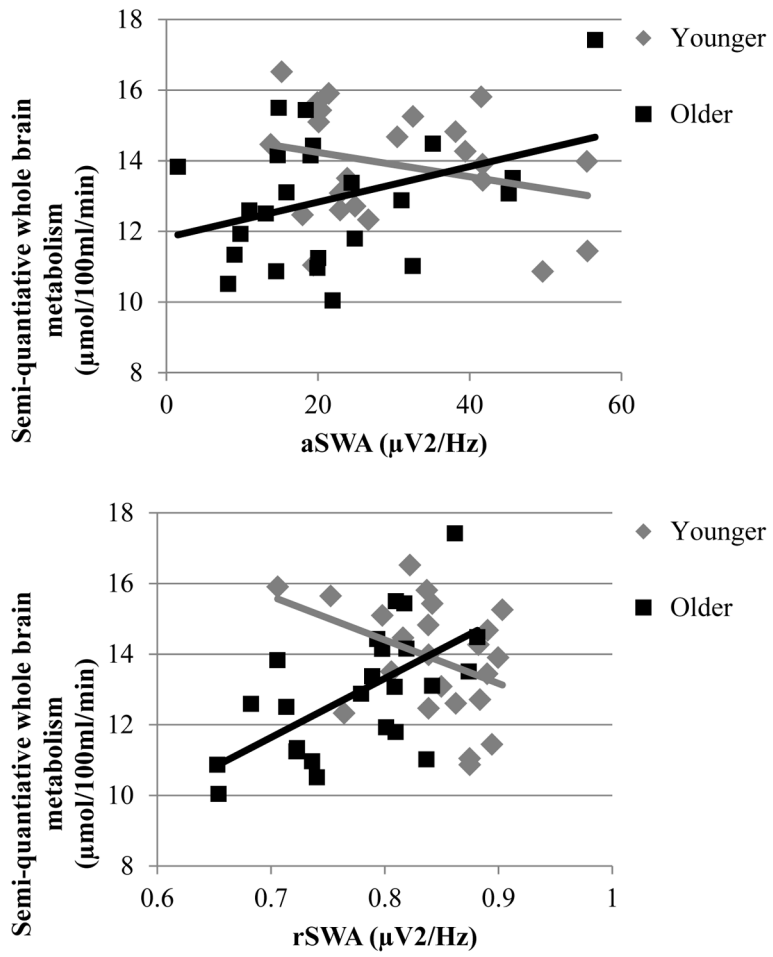 18
16
14
12
10
8
0
20
40
60
Semi-quantiative whole brain
metabolism
(μmol/100ml/min)
aSWA (μV2/Hz)
Younger
Older
18
16
14
12
10
8
0.6
0.7
0.8
0.9
1
Semi-quantiative whole brain
metabolism
(μmol/100ml/min)
rSWA (μV2/Hz)
Younger
Older